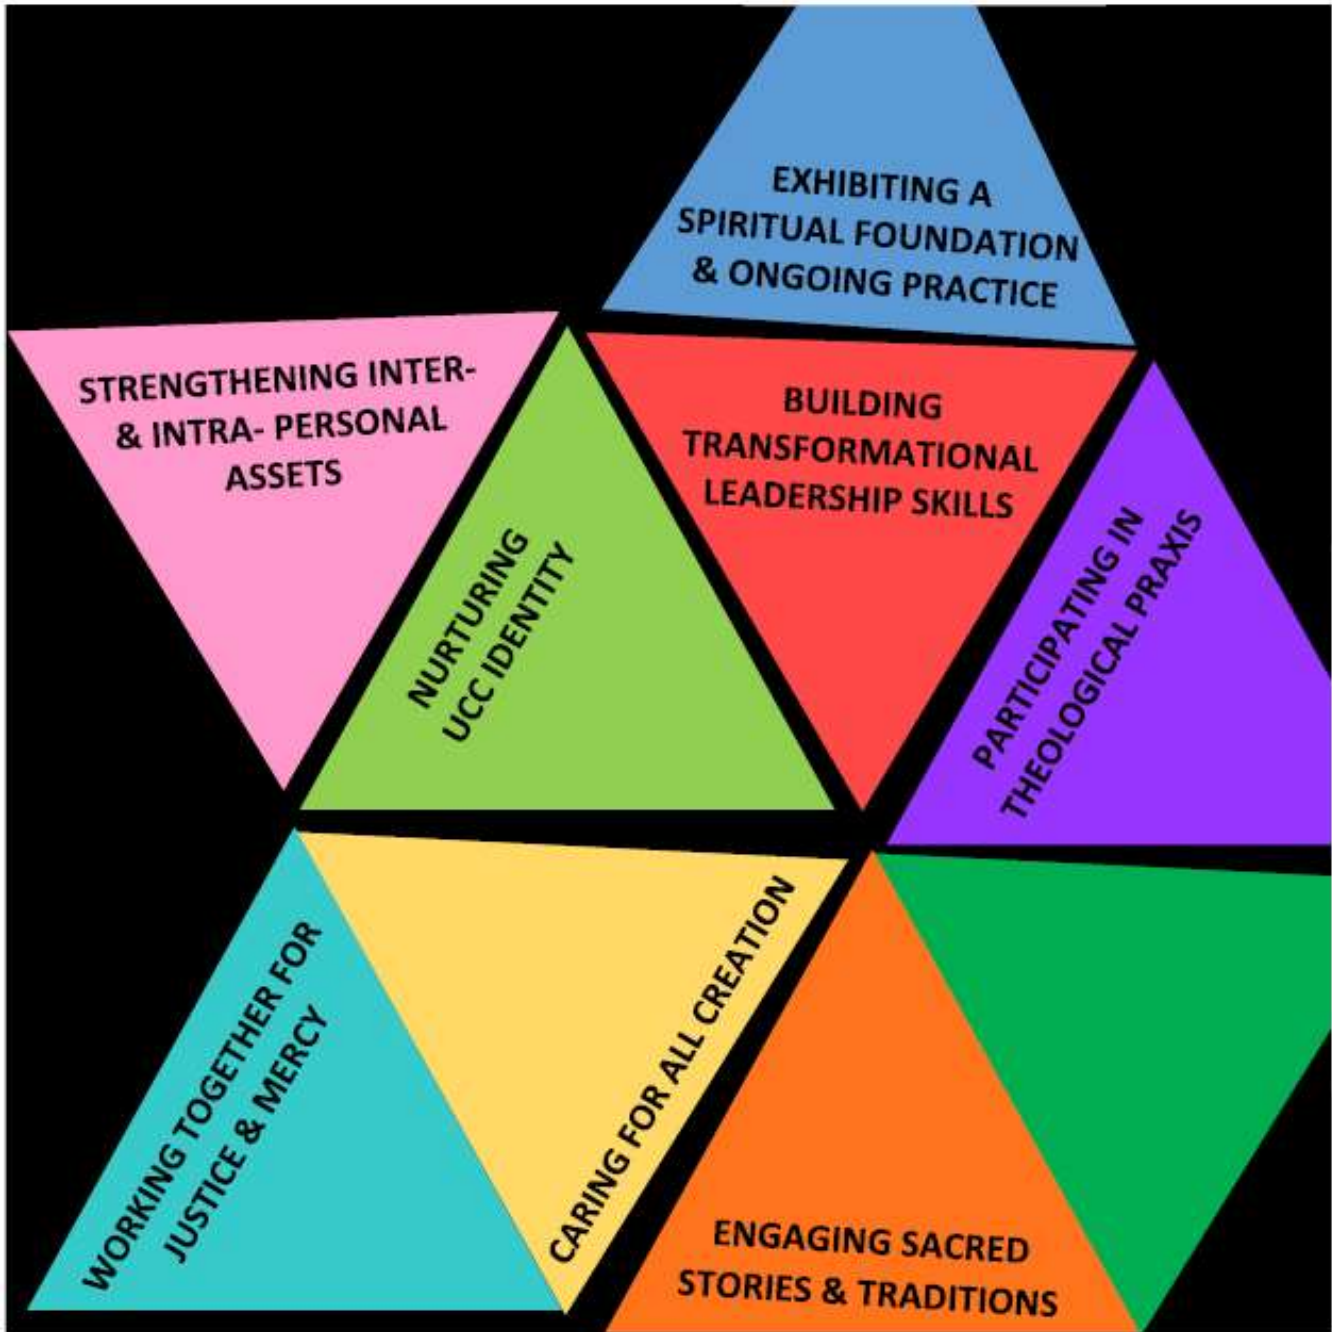 EXHIBITING A
SPIRITUAL FOUNDATION
& ONGOING PRACTICE
STRENGTHENING INTER-
& INTRA- PERSONAL
ASSETS
NURTURING
UCC IDENTITY
BUILDING
TRANSFORMATIONAL
LEADERSHIP SKILLS
PARTICIPATING IN
THEOLOGICAL PRAXIS
WORKING TOGETHER FOR
JUSTICE & MERCY
CARING FOR ALL CREATION
ENGAGING SACRED
STORIES & TRADITIONS